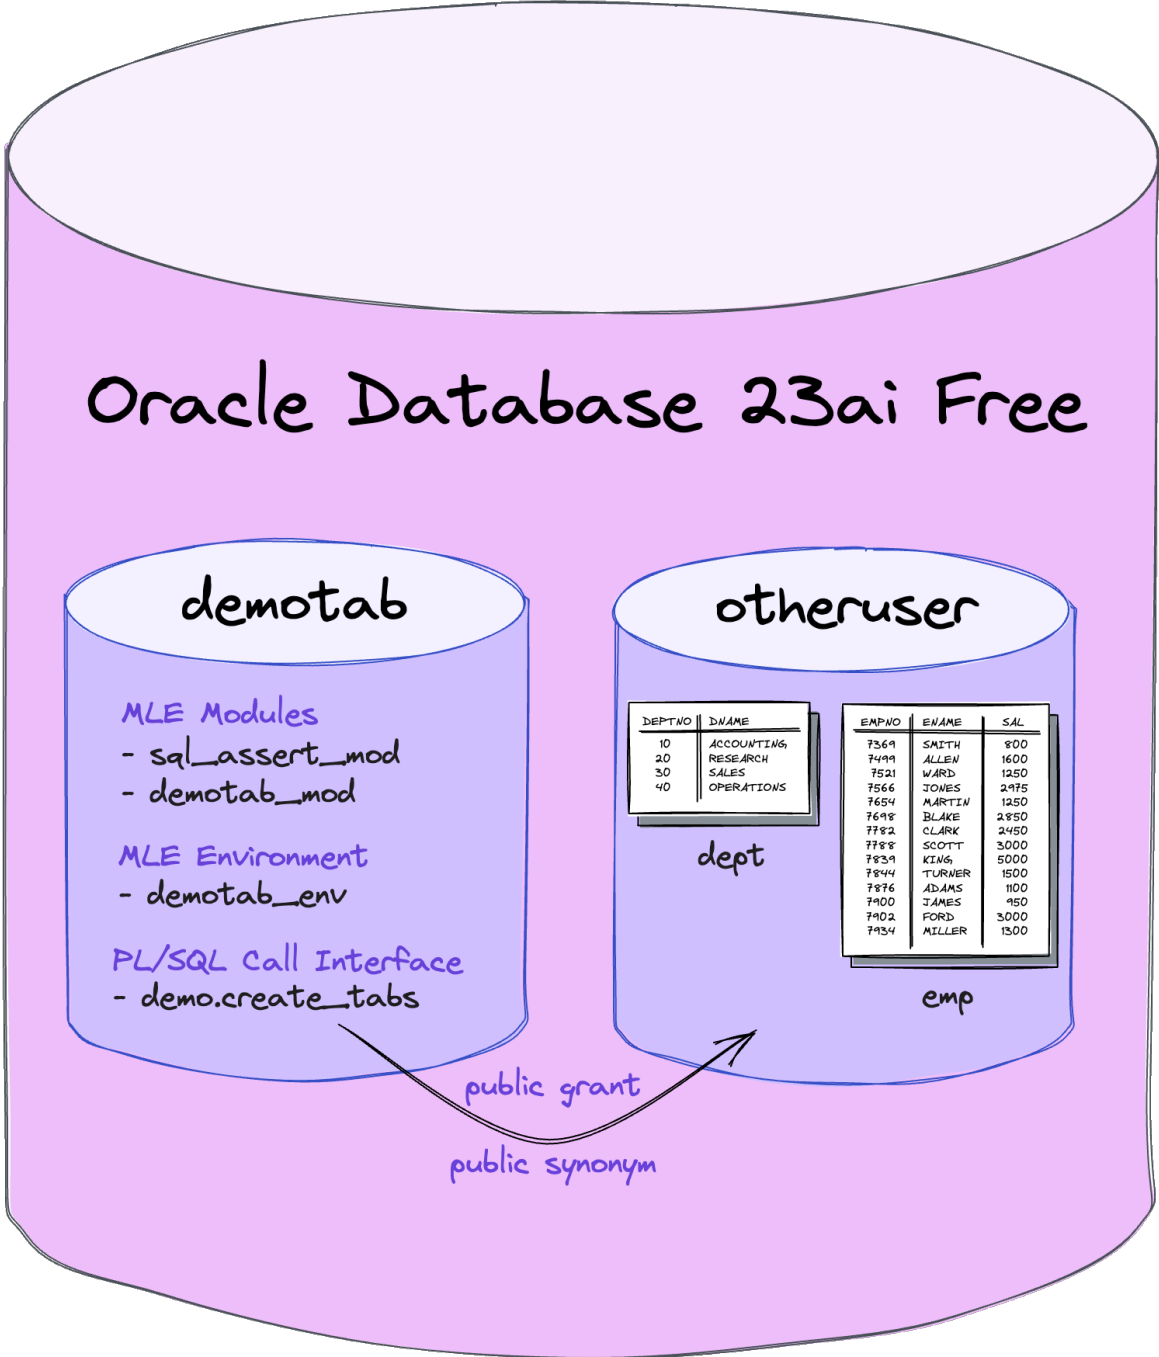 Oracle Database 23ai Free
demotab
MLE Modules
- sql_assert_mod
- demotab_mod
MLE Environment
- demotab_env
PL/SQL Call Interface
- demo.create_tabs
otheruser
DEPTNO DNAME
10 ACCOUNTING
20 RESEARCH
30 SALES
40 OPERATIONS
dept
EMPNO ENAME SAL
7369 SMITH 800
7499 ALLEN 1600
7521 WARD 1250
7566 JONES 2975
7654 MARTIN 1250
7698 BLAKE 2850
7782 CLARK 2450
7788 SCOTT 3000
7839 KING 5000
7844 TURNER 1500
7876 ADAMS 1100
7900 JAMES 950
7902 FORD 3000
7934 MILLER 1300
emp
public grant
public synonym